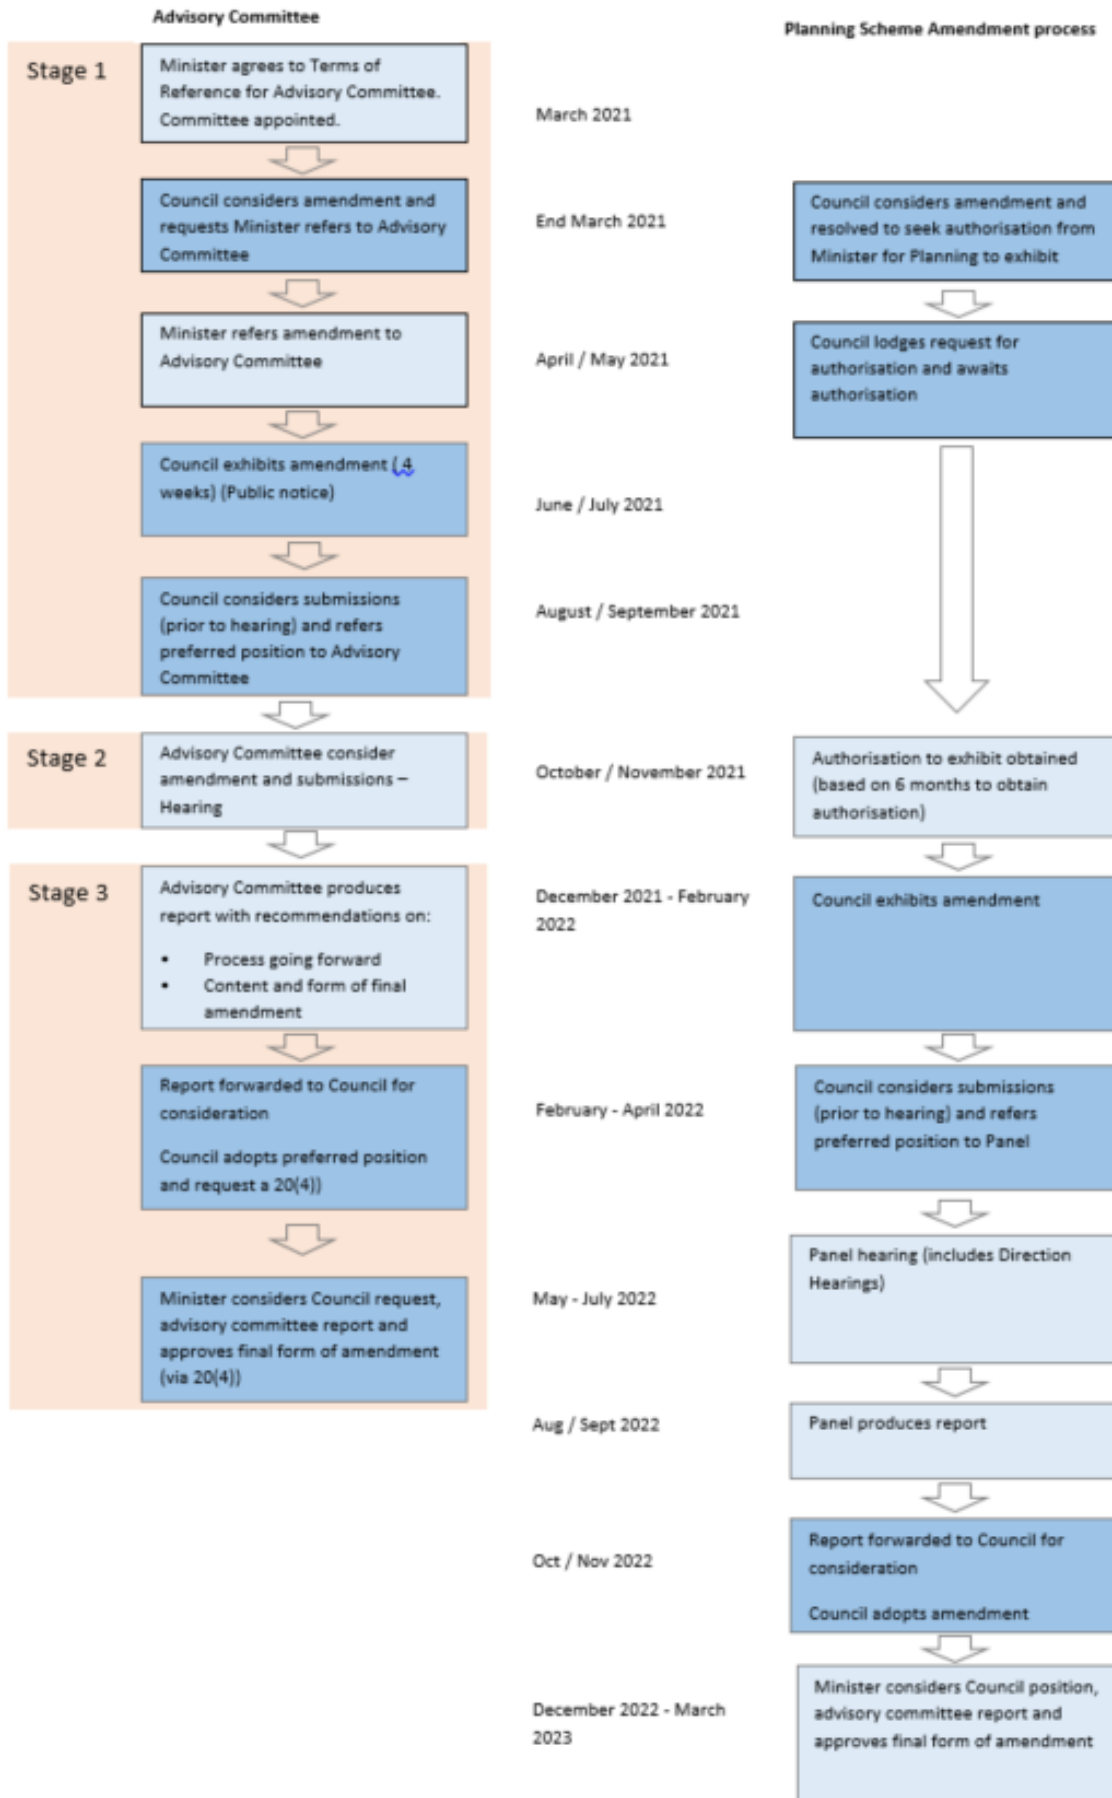 Advisory Committee
Planning Scheme Amendment process
Stage 1
Minister agrees to Terms of
Reference for Advisory Committee.
Committee appointed.
March 2021
Council considers amendment and
requests Minister refers to Advisory
Committee
End March 2021
Council considers amendment and
resolved to seek authorisation from
Minister for Planning to exhibit
Minister refers amendment to
Advisory Committee
April / May 2021
Council lodges request for
authorisation and awaits
authorisation
Council exhibits amendment ( 4
weeks) (Public notice)
June / July 2021
Council considers submissions
(prior to hearing) and refers
preferred position to Advisory
Committee
August / September 2021
Stage 2
Advisory Committee consider
amendment and submissions –
Hearing
October / November 2021
Authorisation to exhibit obtained
(based on 6 months to obtain
authorisation)
Stage 3
Advisory Committee produces
report with recommendations on:
• Process going forward
• Content and form of final
amendment
December 2021 - February
2022
Council exhibits amendment
Report forwarded to Council for
consideration
Council adopts preferred position
and request a 20(4))
February - April 2022
Council considers submissions
(prior to hearing) and refers
preferred position to Panel
Minister considers Council request,
advisory committee report and
approves final form of amendment
(via 20(4))
May - July 2022
Panel hearing (includes Direction
Hearings)
Aug / Sept 2022
Panel produces report
Oct / Nov 2022
Report forwarded to Council for
consideration
Council adopts amendment
December 2022 - March
2023
Minister considers Council position,
advisory committee report and
approves final form of amendment